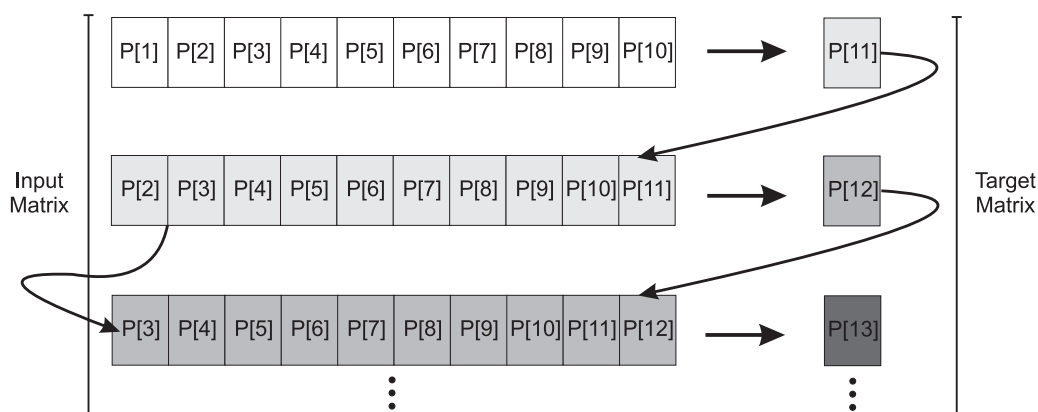 P[1] P[2] P[3] P[4] P[5] P[6] P[7] P[8] P[9] P[10] P[11]
Input
Matrix
P[2] P[3] P[4] P[5] P[6] P[7] P[8] P[9] P[10] P[11] P[12]
Target
Matrix
P[3] P[4] P[5] P[6] P[7] P[8] P[9] P[10] P[11] P[12] P[13]